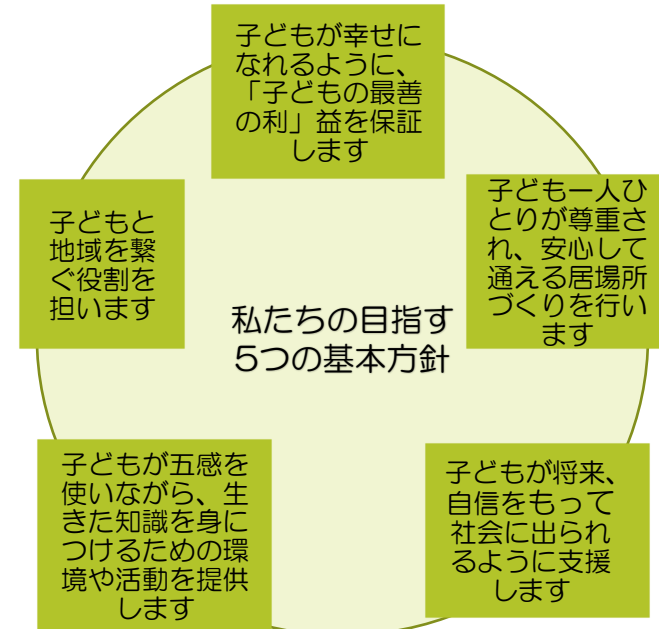 子どもが幸せに
なれるように、
「子どもの最善
の利」益を保証
します
子ども一人ひ
とりが尊重さ
れ、安心して
通える居場所
づくりを行い
ます
子どもが将来、
自信をもって
社会に出られ
るように支援
します
子どもが五感を
使いながら、生
きた知識を身に
つけるための環
境や活動を提供
します
子どもと
地域を繋
ぐ役割を
担います
私たちの目指す
5つの基本方針